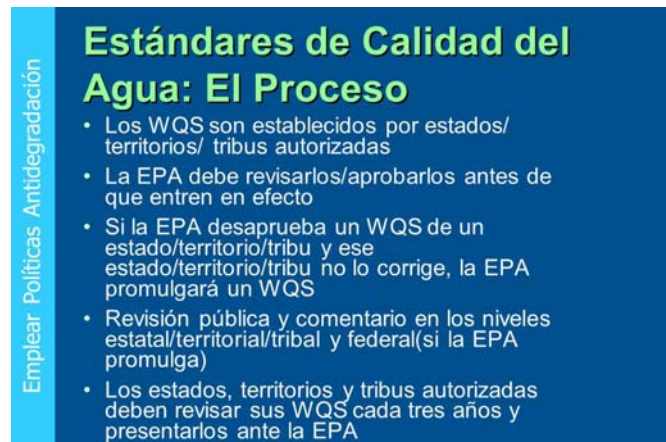 Emplear Políticas Antidegradación
Estándares de Calidad del
Agua: El Proceso
• Los WQS son establecidos por estados/
territorios/ tribus autorizadas
• La EPA debe revisarlos/aprobarlos antes de
que entren en efecto
• Si la EPA desaprueba un WQS de un
estado/territorio/tribu y ese
estado/territorio/tribu no lo corrige, la EPA
promulgará un WQS
• Revisión pública y comentario en los niveles
estatal/territorial/tribal y federal(si la EPA
promulga)
• Los estados, territorios y tribus autorizadas
deben revisar sus WQS cada tres años y
presentarlos ante la EPA